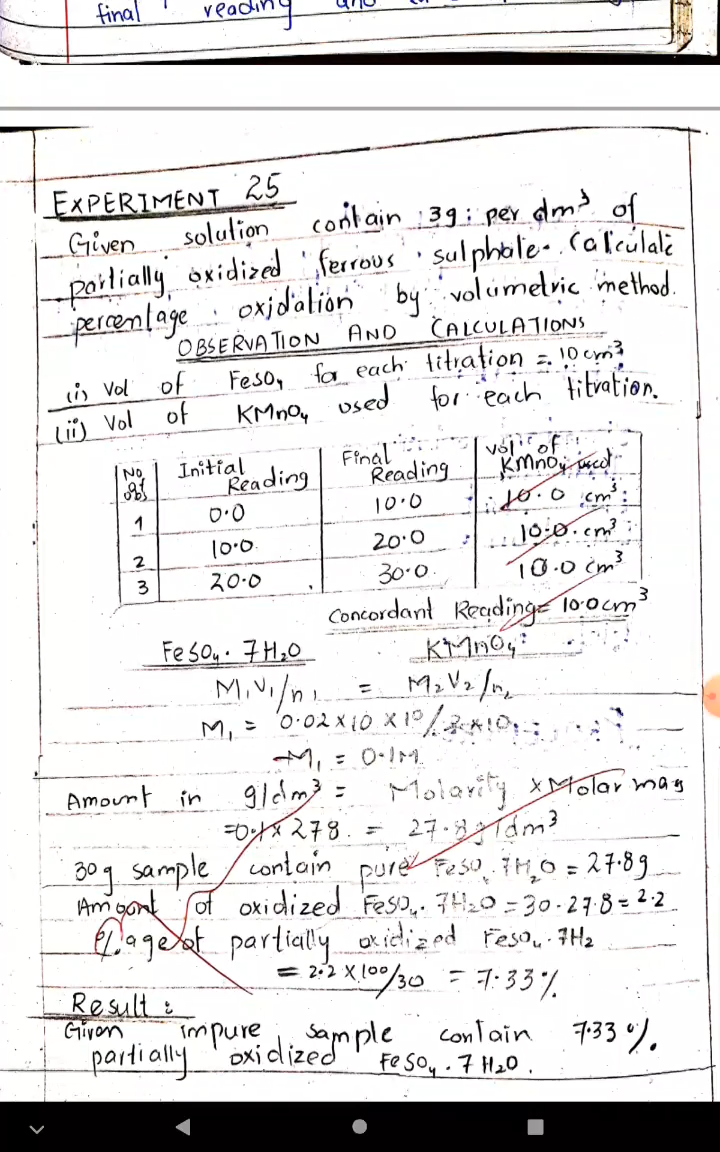 final reading and
EXPERIMENT 25
Given solution contain 3g per dm³ of
partially oxidized ferrous sulphate. Calculate
percentage oxidation by volumetric method.
OBSERVATION AND CALCULATIONS
(i) Vol of FeSO₄ for each titration = 10cm³
(ii) Vol of KMnO₄ used for each titration.
No of obs Initial Reading Final Reading Vol of KMnO₄ used
1 0.0 10.0 10.0 cm³
2 10.0 20.0 10.0 cm³
3 20.0 30.0 10.0 cm³
Concordant Reading = 10.0cm³
FeSO₄.7H₂O KMnO₄
M₁V₁/n₁ = M₂V₂/n₂
M₁ = 0.02×10×10/2×10
M₁ = 0.1M
Amount in g/dm³ = Molarity × Molar mas
=0.1×278 = 27.8g/dm³
30g sample contain pure FeSO₄.7H₂O = 27.8g
Amount of oxidized FeSO₄.7H₂O = 30-27.8 = 2.2
%age of partially oxidized FeSO₄.7H₂
= 2.2×100/30 = 7.33%
Result:
Given impure sample contain 7.33%.
partially oxidized FeSO₄.7H₂O.